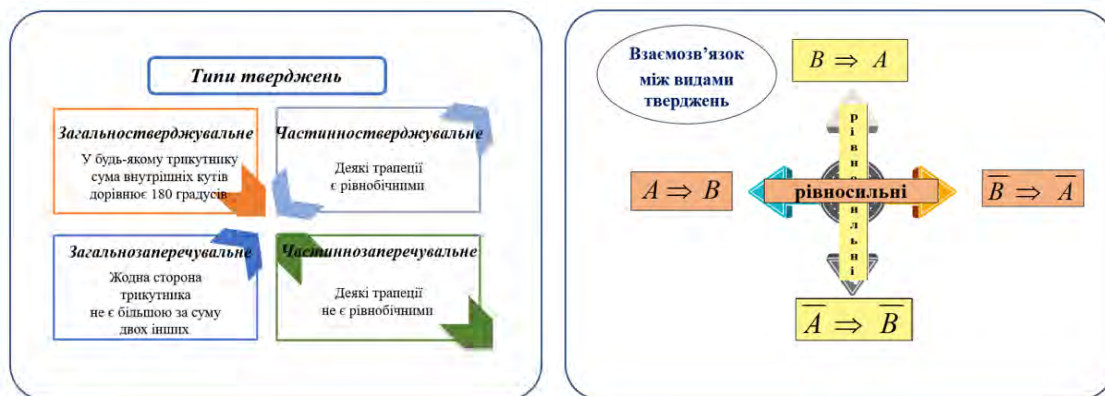 Типи тверджень
Загальностверджувальне
У будь-якому трикутнику
сума внутрішніх кутів
дорівнює 180 градусів
Частинностверджувальне
Деякі трапеції
є рівнобічними
Загальнозаперечувальне
Жодна сторона
трикутника
не є більшою за суму
двох інших
Частиннозаперечувальне
Деякі трапеції
не є рівнобічними
Взаємозв’язок
між видами
тверджень
B ⇒ A
A ⇒ B
рівносильні
рівносильні
B̅ ⇒ A̅
A̅ ⇒ B̅